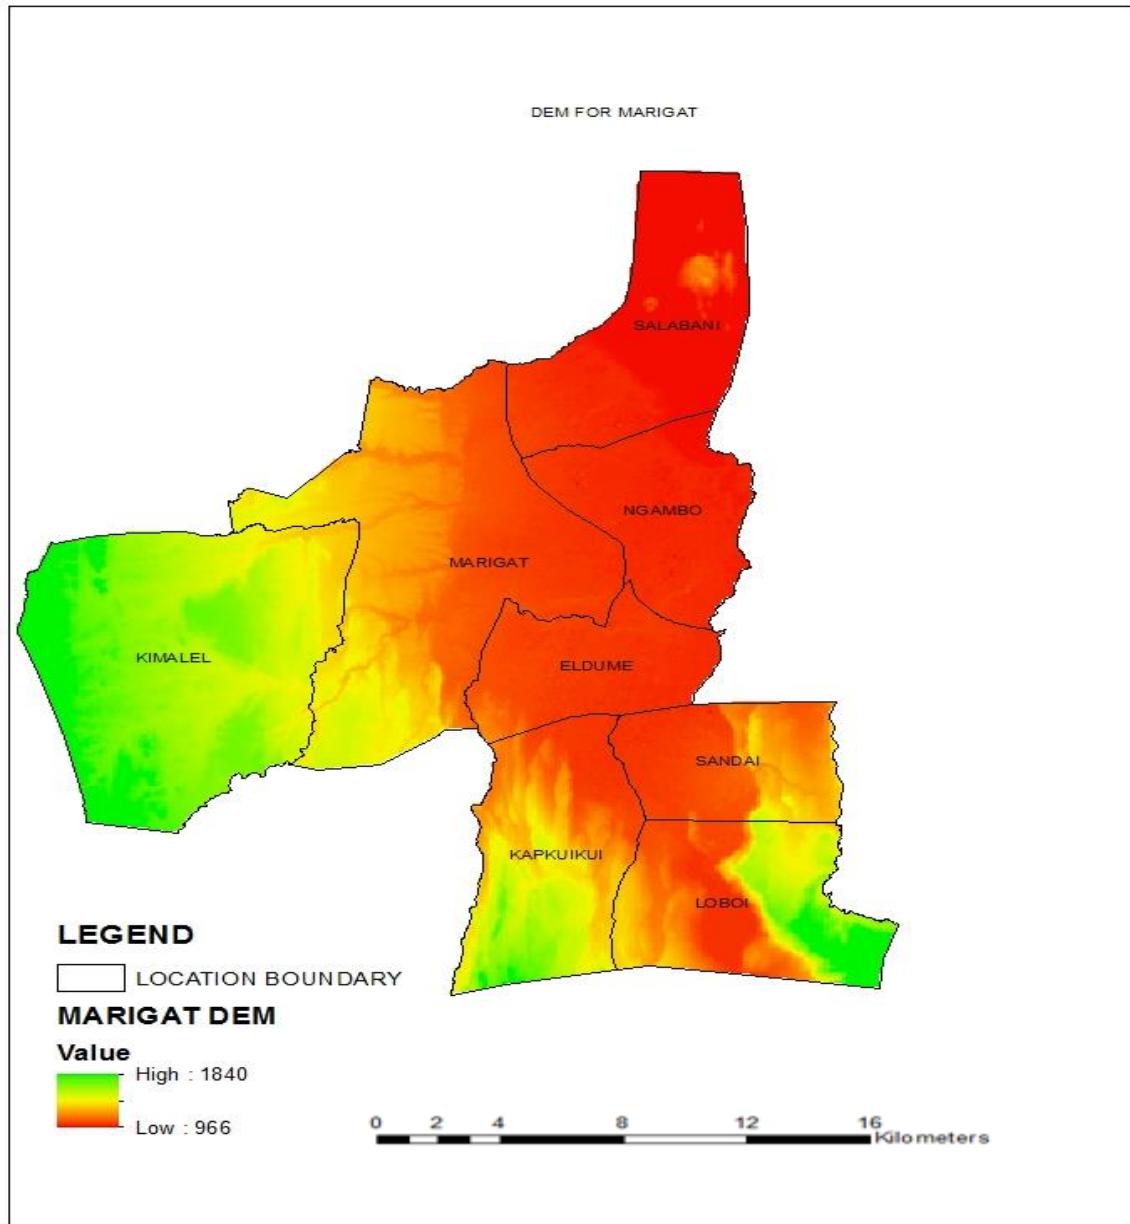 DEM FOR MARIGAT
SALABANI
NGAMBO
MARIGAT
KIMALEL
ELDUME
SANDAI
KAPKUIKUI
LOBOI
LEGEND
LOCATION BOUNDARY
MARIGAT DEM
Value
High : 1840
Low : 966
0 2 4 8 12 16
Kilometers